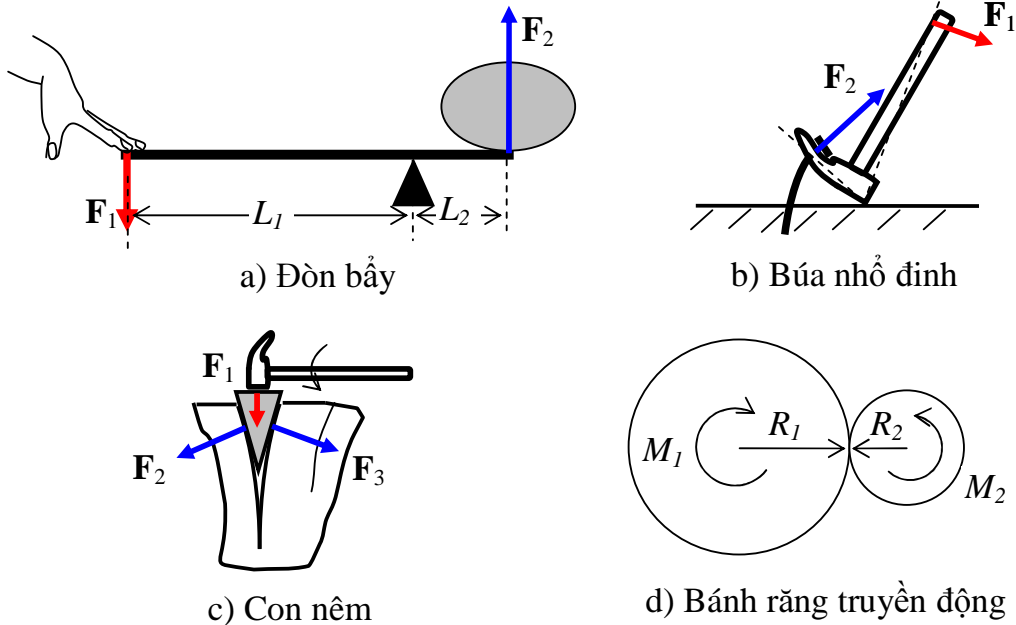 F₂
F₁
L₁
L₂
a) Đòn bẩy
F₁
F₂
b) Búa nhổ đinh
F₁
F₂
F₃
c) Con nêm
M₁
R₁
R₂
M₂
d) Bánh răng truyền động